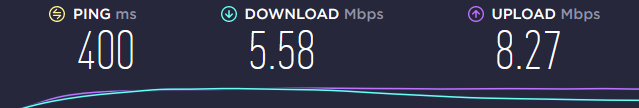 PING ms DOWNLOAD Mbps UPLOAD Mbps
400 5.58 8.27